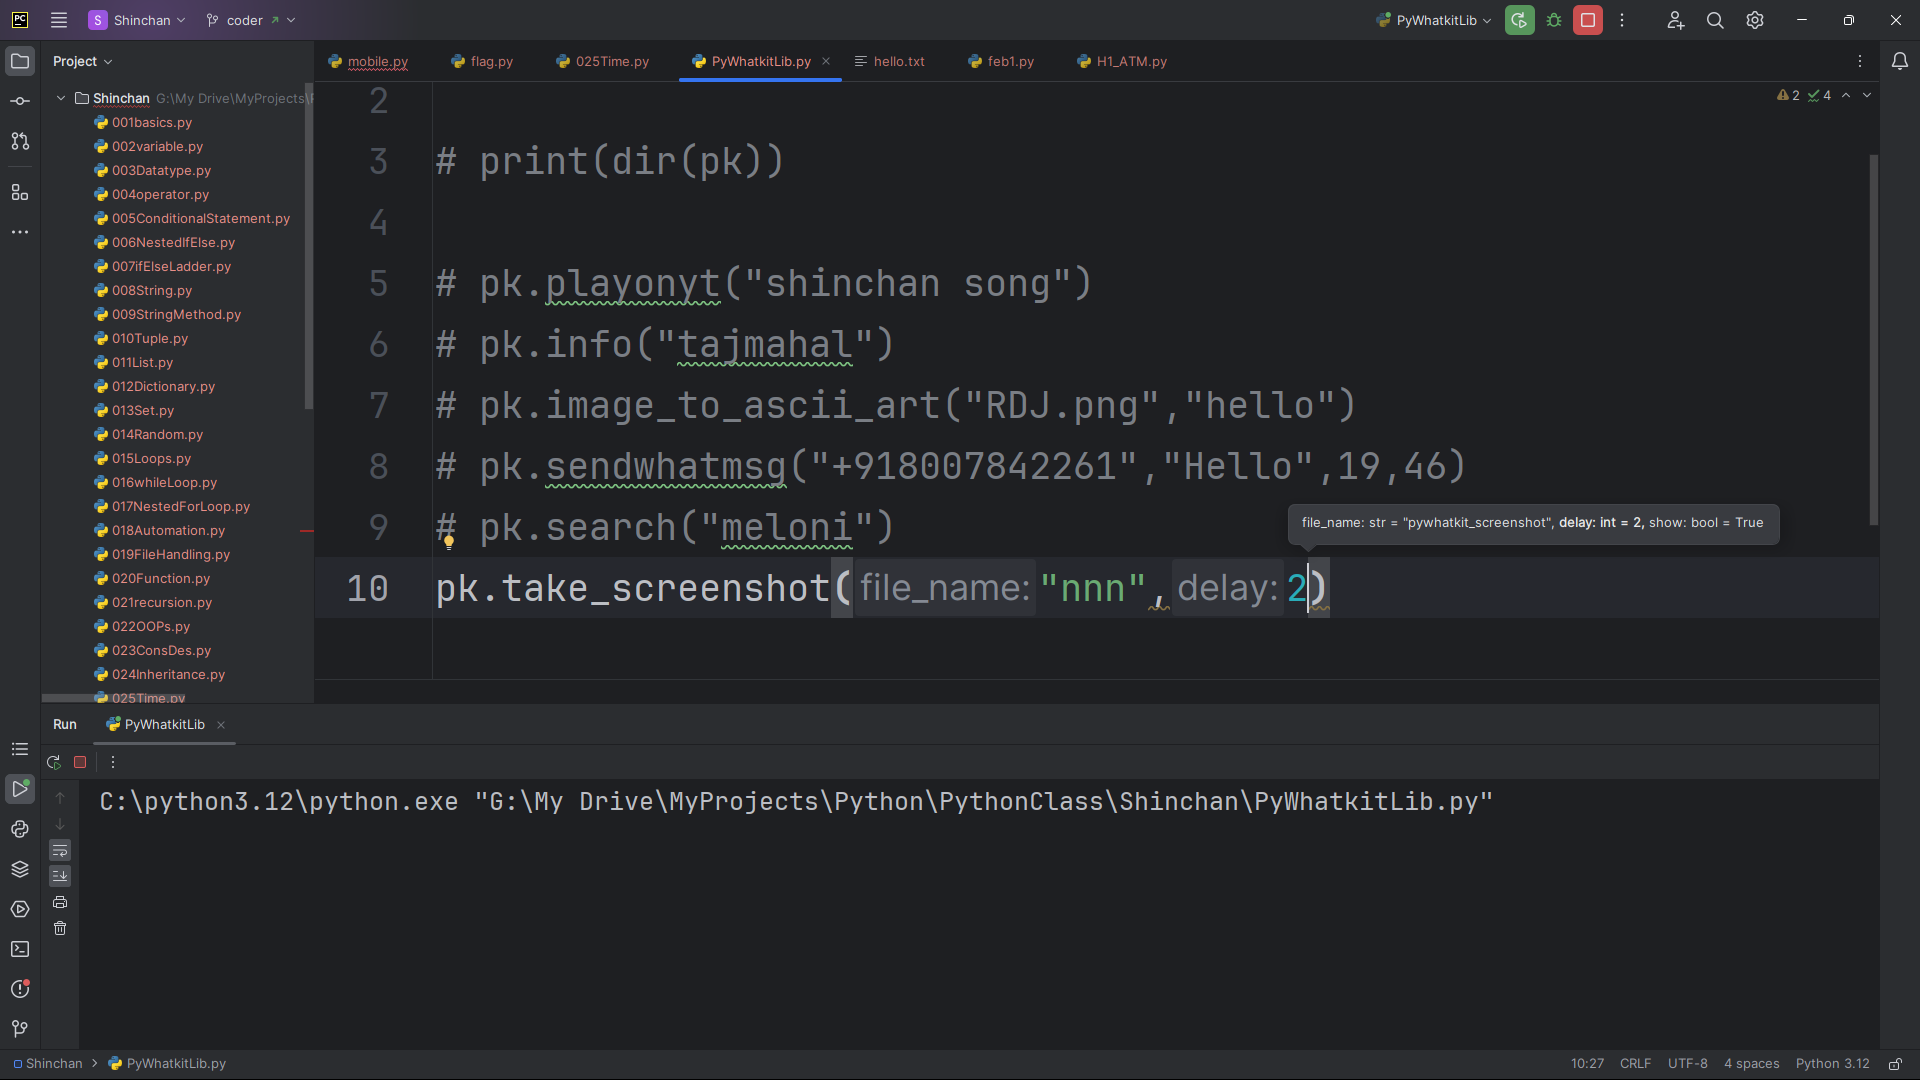 PC
S Shinchan
coder
PyWhatkitLib
Project
mobile.py
flag.py
025Time.py
PyWhatkitLib.py
hello.txt
feb1.py
H1_ATM.py
Shinchan G:\My Drive\MyProjects\
001basics.py
002variable.py
003Datatype.py
004operator.py
005ConditionalStatement.py
006NestedIfElse.py
007ifElseLadder.py
008String.py
009StringMethod.py
010Tuple.py
011List.py
012Dictionary.py
013Set.py
014Random.py
015Loops.py
016whileLoop.py
017NestedForLoop.py
018Automation.py
019FileHandling.py
020Function.py
021recursion.py
022OOPs.py
023ConsDes.py
024Inheritance.py
025Time.py
2 4
2
3 # print(dir(pk))
4
5 # pk.playonyt("shinchan song")
6 # pk.info("tajmahal")
7 # pk.image_to_ascii_art("RDJ.png","hello")
8 # pk.sendwhatmsg("+918007842261","Hello",19,46)
9 # pk.search("meloni")
file_name: str = "pywhatkit_screenshot", delay: int = 2, show: bool = True
10 pk.take_screenshot(file_name: "nnn", delay: 2)
Run PyWhatkitLib
C:\python3.12\python.exe "G:\My Drive\MyProjects\Python\PythonClass\Shinchan\PyWhatkitLib.py"
Shinchan > PyWhatkitLib.py
10:27 CRLF UTF-8 4 spaces Python 3.12